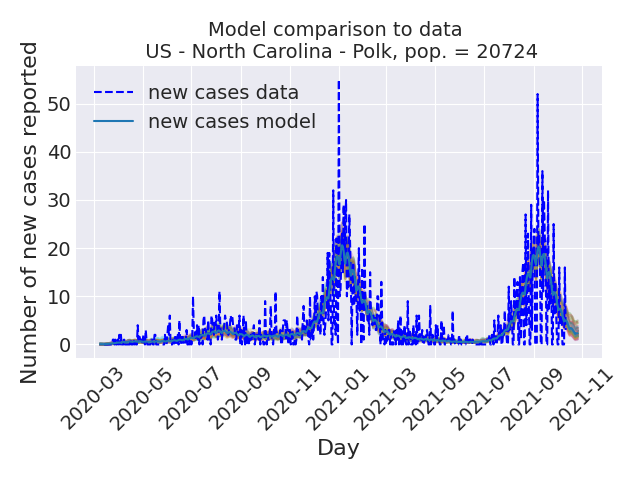 Model comparison to data
US - North Carolina - Polk, pop. = 20724
new cases data
new cases model
Number of new cases reported
50
40
30
20
10
0
2020-03
2020-05
2020-07
2020-09
2020-11
2021-01
2021-03
2021-05
2021-07
2021-09
2021-11
Day